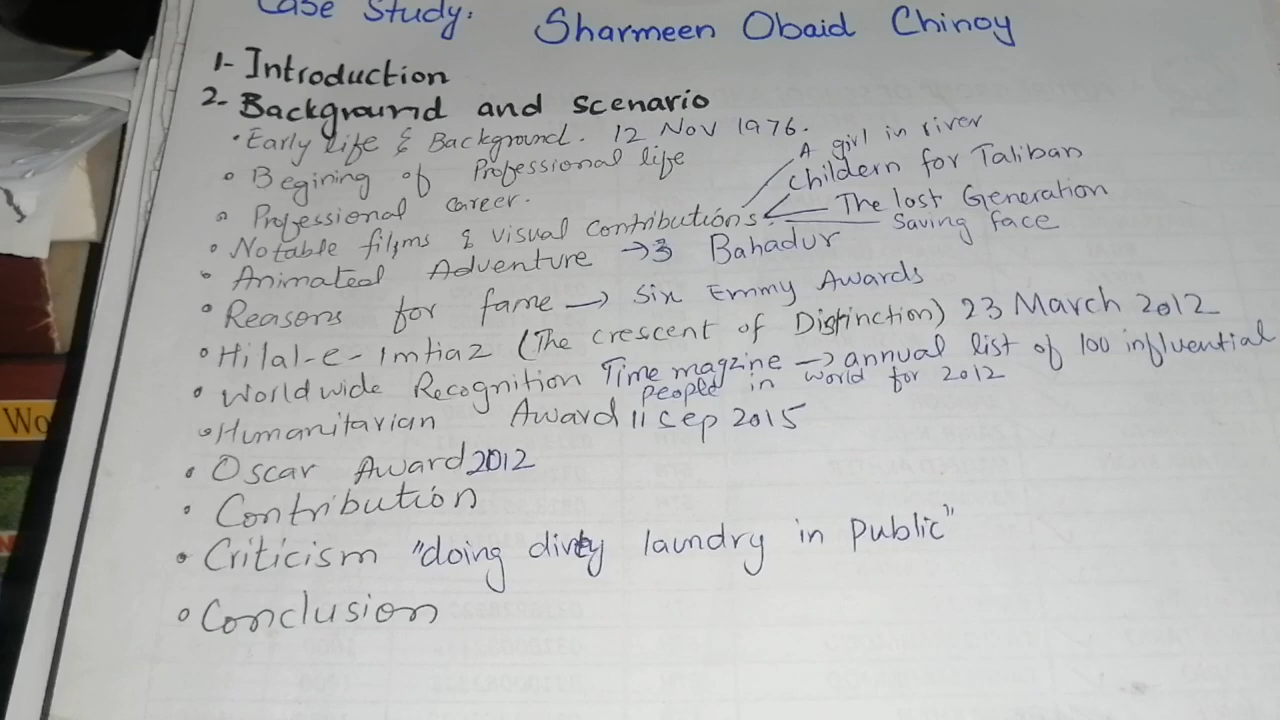 Case Study: Sharmeen Obaid Chinoy
1- Introduction
2- Background and scenario
• Early life & Background. 12 Nov 1976.
• Begining of Professional life
• Professional career.
• Notable films & visual contributions
A girl in river
childern for Taliban
The lost Generation
Saving face
• Animated Adventure → 3 Bahadur
• Reasons for fame → Six Emmy Awards
• Hilal-e-Imtiaz (The crescent of Distinction) 23 March 2012
• Worldwide Recognition Time magzine → annual list of 100 influential
people in world for 2012
• Humanitarian Award 11 Sep 2015
• Oscar Award 2012
• Contribution
• Criticism "doing dirty laundry in public"
• Conclusion
Wo